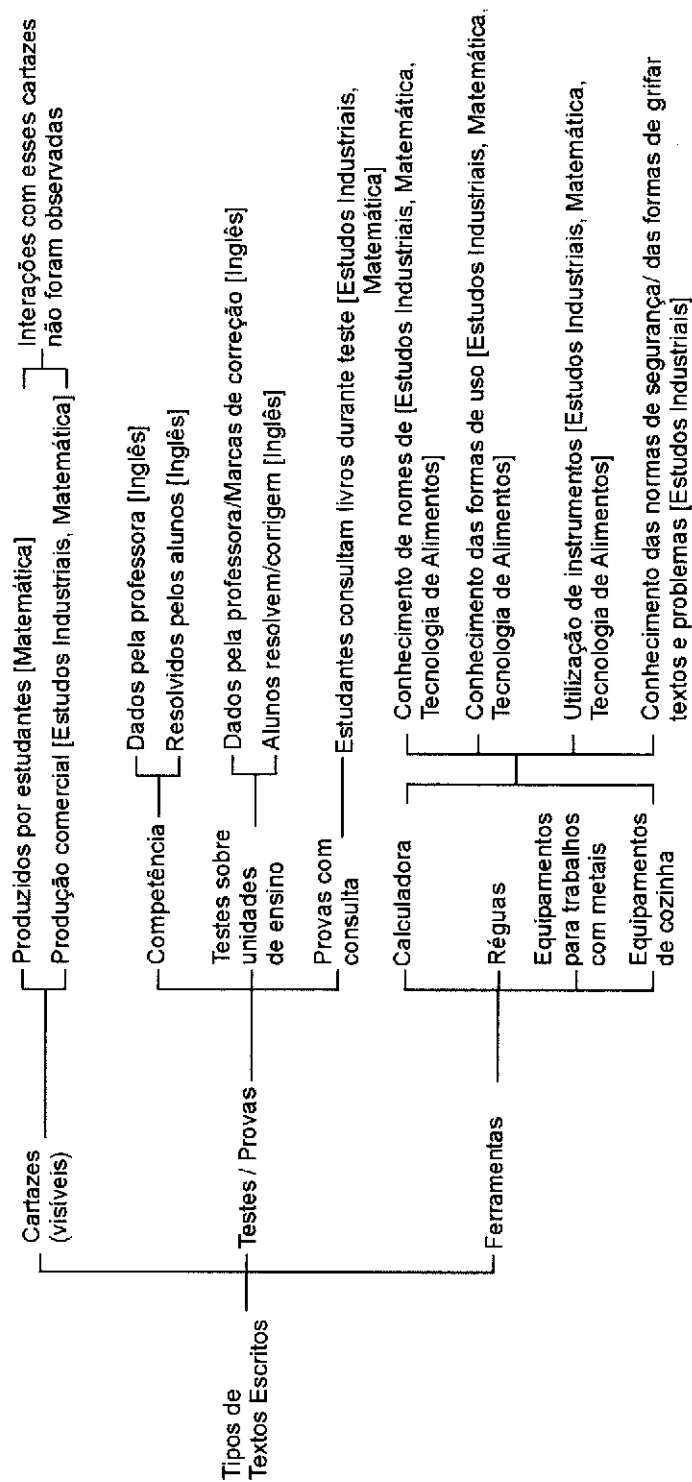 Tipos de
Textos Escritos
Cartazes
(visíveis)
Produzidos por estudantes [Matemática]
Produção comercial [Estudos Industriais, Matemática]
Interações com esses cartazes
não foram observadas
Testes / Provas
Competência
Dados pela professora [Inglês]
Resolvidos pelos alunos [Inglês]
Testes sobre
unidades
de ensino
Dados pela professora/Marcas de correção [Inglês]
Alunos resolvem/corrigem [Inglês]
Provas com
consulta
Estudantes consultam livros durante teste [Estudos Industriais,
Matemática]
Ferramentas
Calculadora
Réguas
Equipamentos
para trabalhos
com metais
Equipamentos
de cozinha
Conhecimento de nomes de [Estudos Industriais, Matemática,
Tecnologia de Alimentos]
Conhecimento das formas de uso [Estudos Industriais, Matemática,
Tecnologia de Alimentos]
Utilização de instrumentos [Estudos Industriais, Matemática,
Tecnologia de Alimentos]
Conhecimento das normas de segurança/ das formas de grifar
textos e problemas [Estudos Industriais]